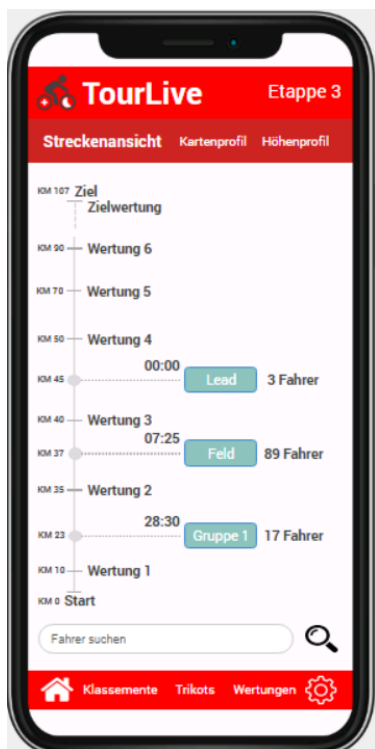 TourLive Etappe 3
Streckenansicht Kartenprofil Höhenprofil
KM 107 Ziel
Zielwertung
KM 90 Wertung 6
KM 70 Wertung 5
KM 50 Wertung 4
00:00
KM 45 Lead 3 Fahrer
KM 40 Wertung 3
07:25
KM 37 Feld 89 Fahrer
KM 35 Wertung 2
28:30
KM 23 Gruppe 1 17 Fahrer
KM 10 Wertung 1
KM 0 Start
Fahrer suchen
Klassemente Trikots Wertungen